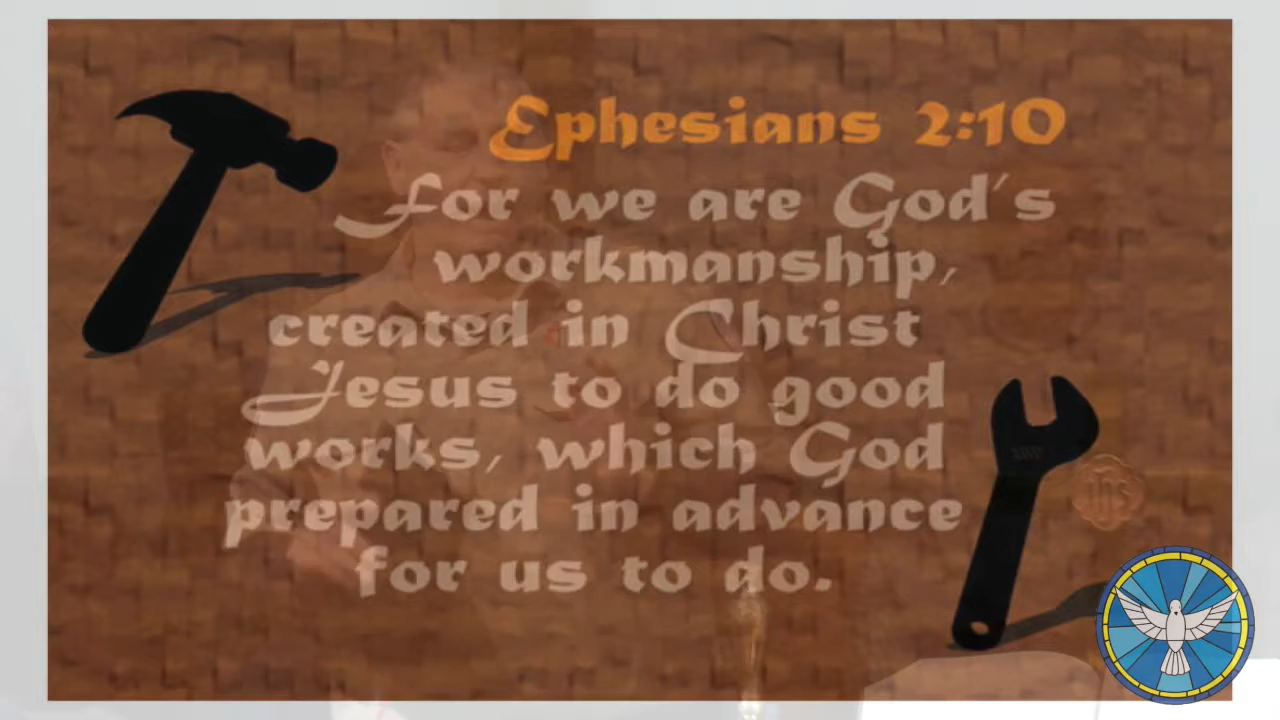 Ephesians 2:10
For we are God's
workmanship,
created in Christ
Jesus to do good
works, which God
prepared in advance
for us to do.
ihs